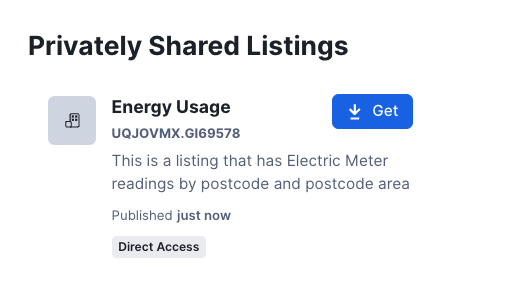 Privately Shared Listings
Energy Usage
Get
UQJOVMX.GI69578
This is a listing that has Electric Meter
readings by postcode and postcode area
Published just now
Direct Access